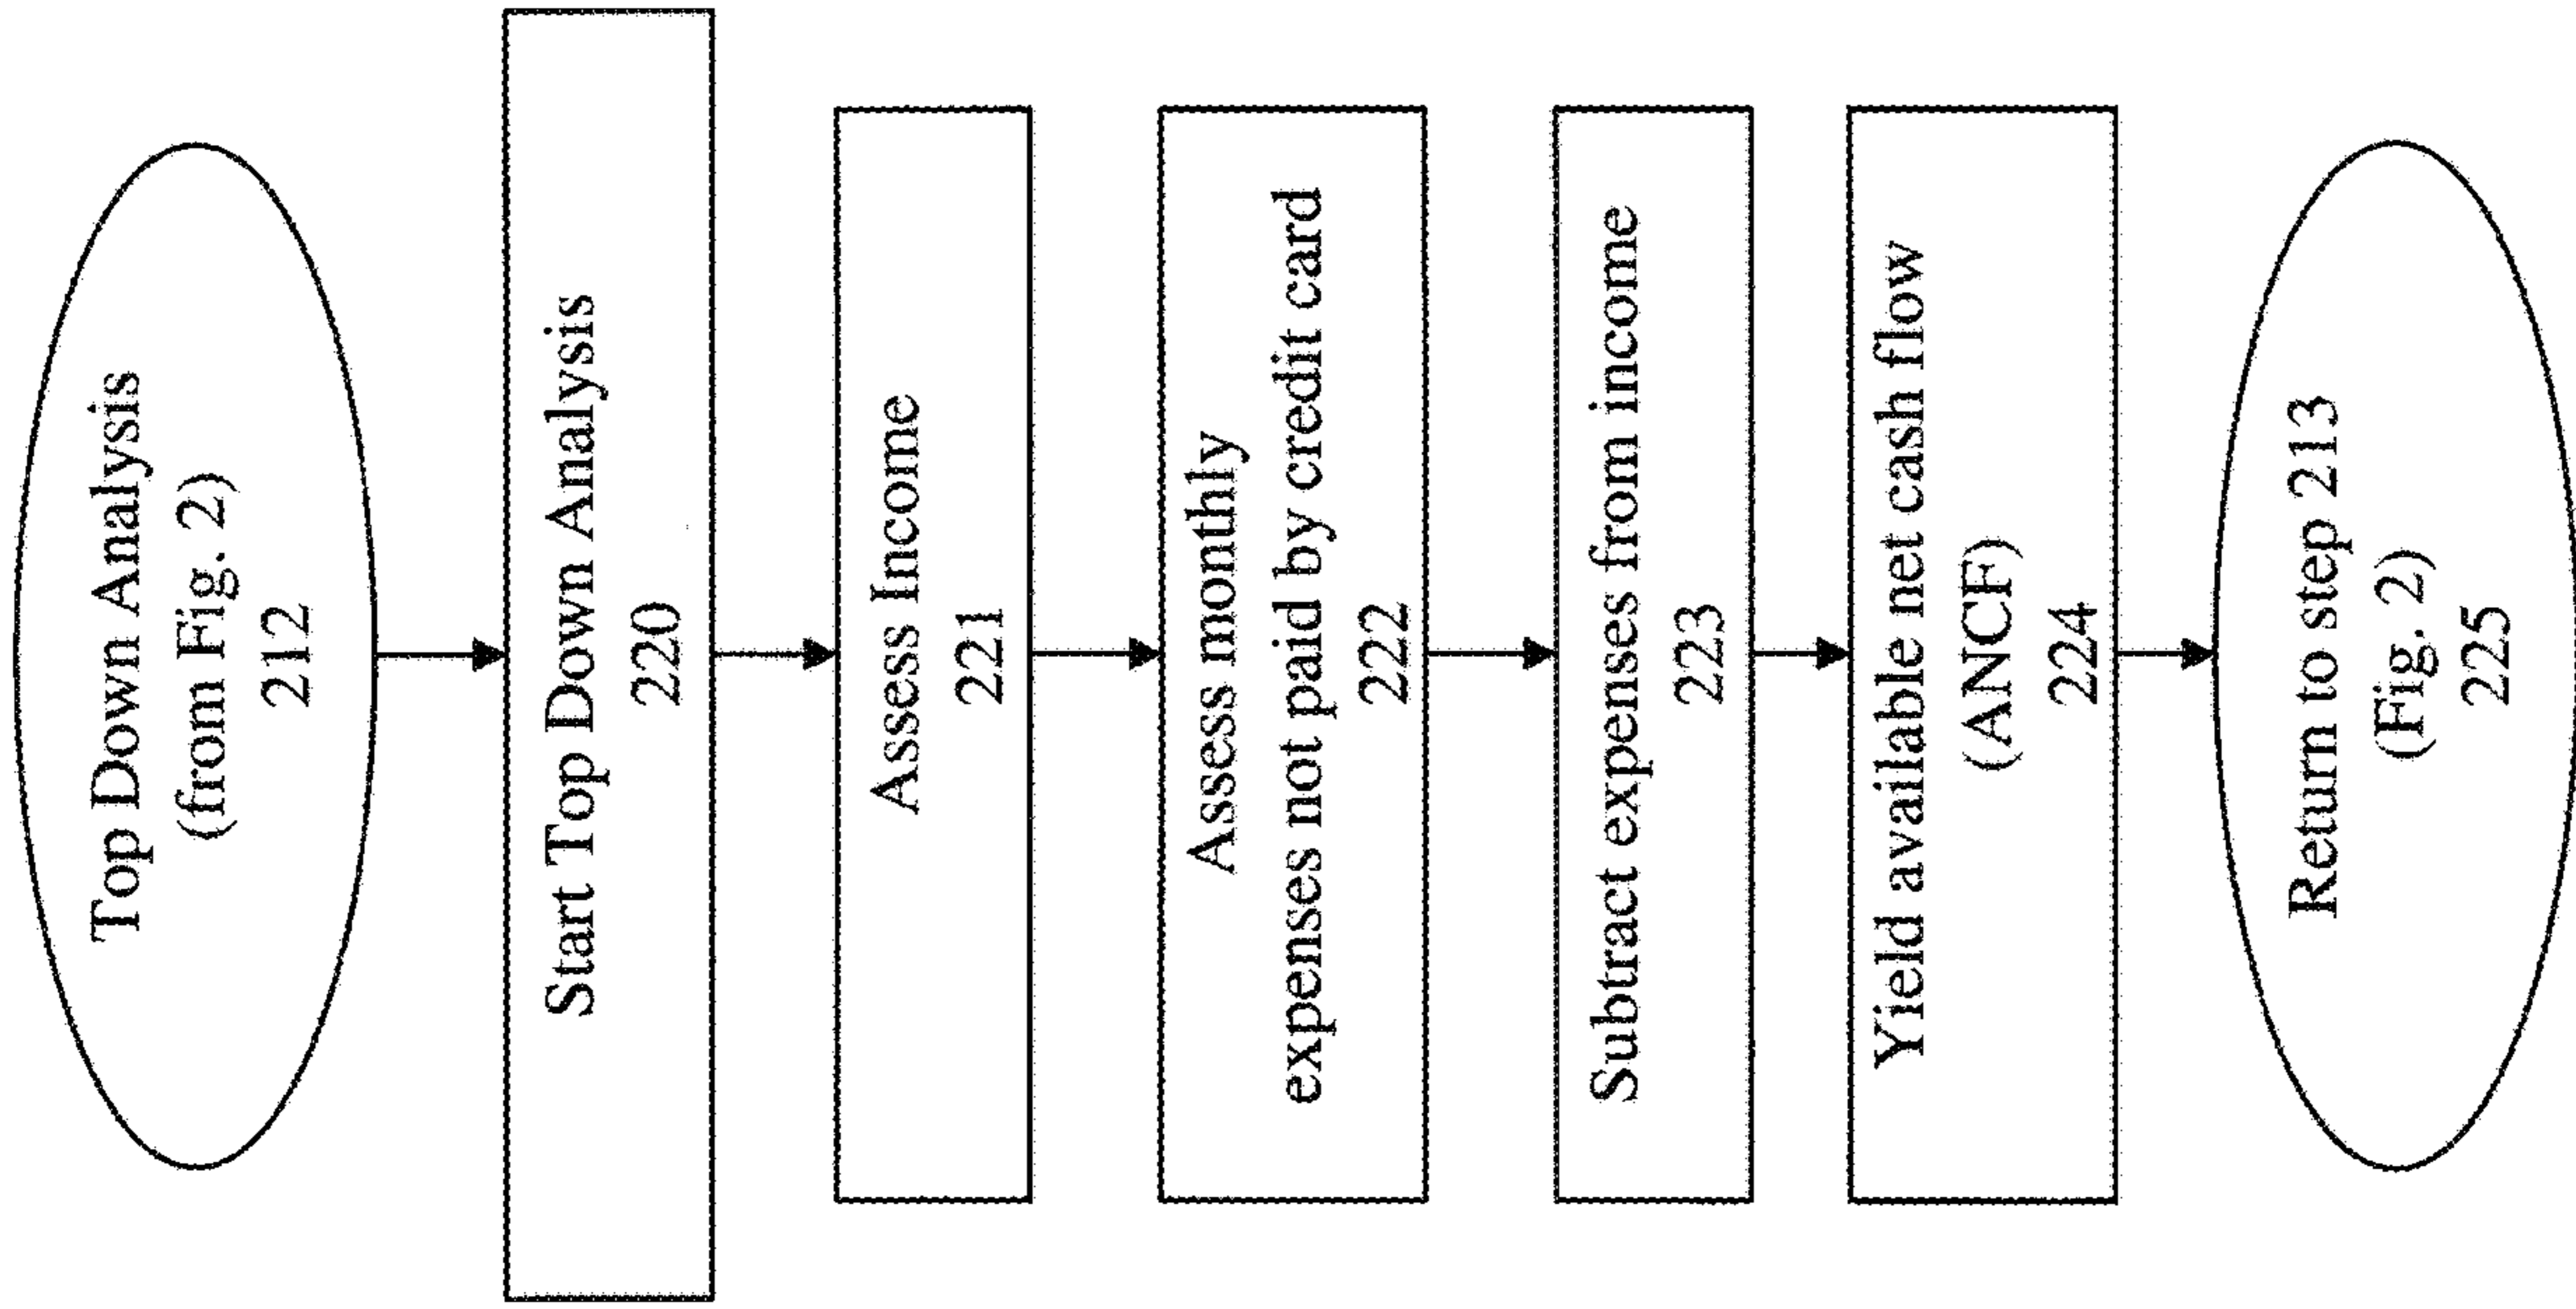 Top Down Analysis
(from Fig. 2)
212
Start Top Down Analysis
220
Assess Income
221
Assess monthly
expenses not paid by credit card
222
Subtract expenses from income
223
Yield available net cash flow
(ANCF)
224
Return to step 213
(Fig. 2)
225